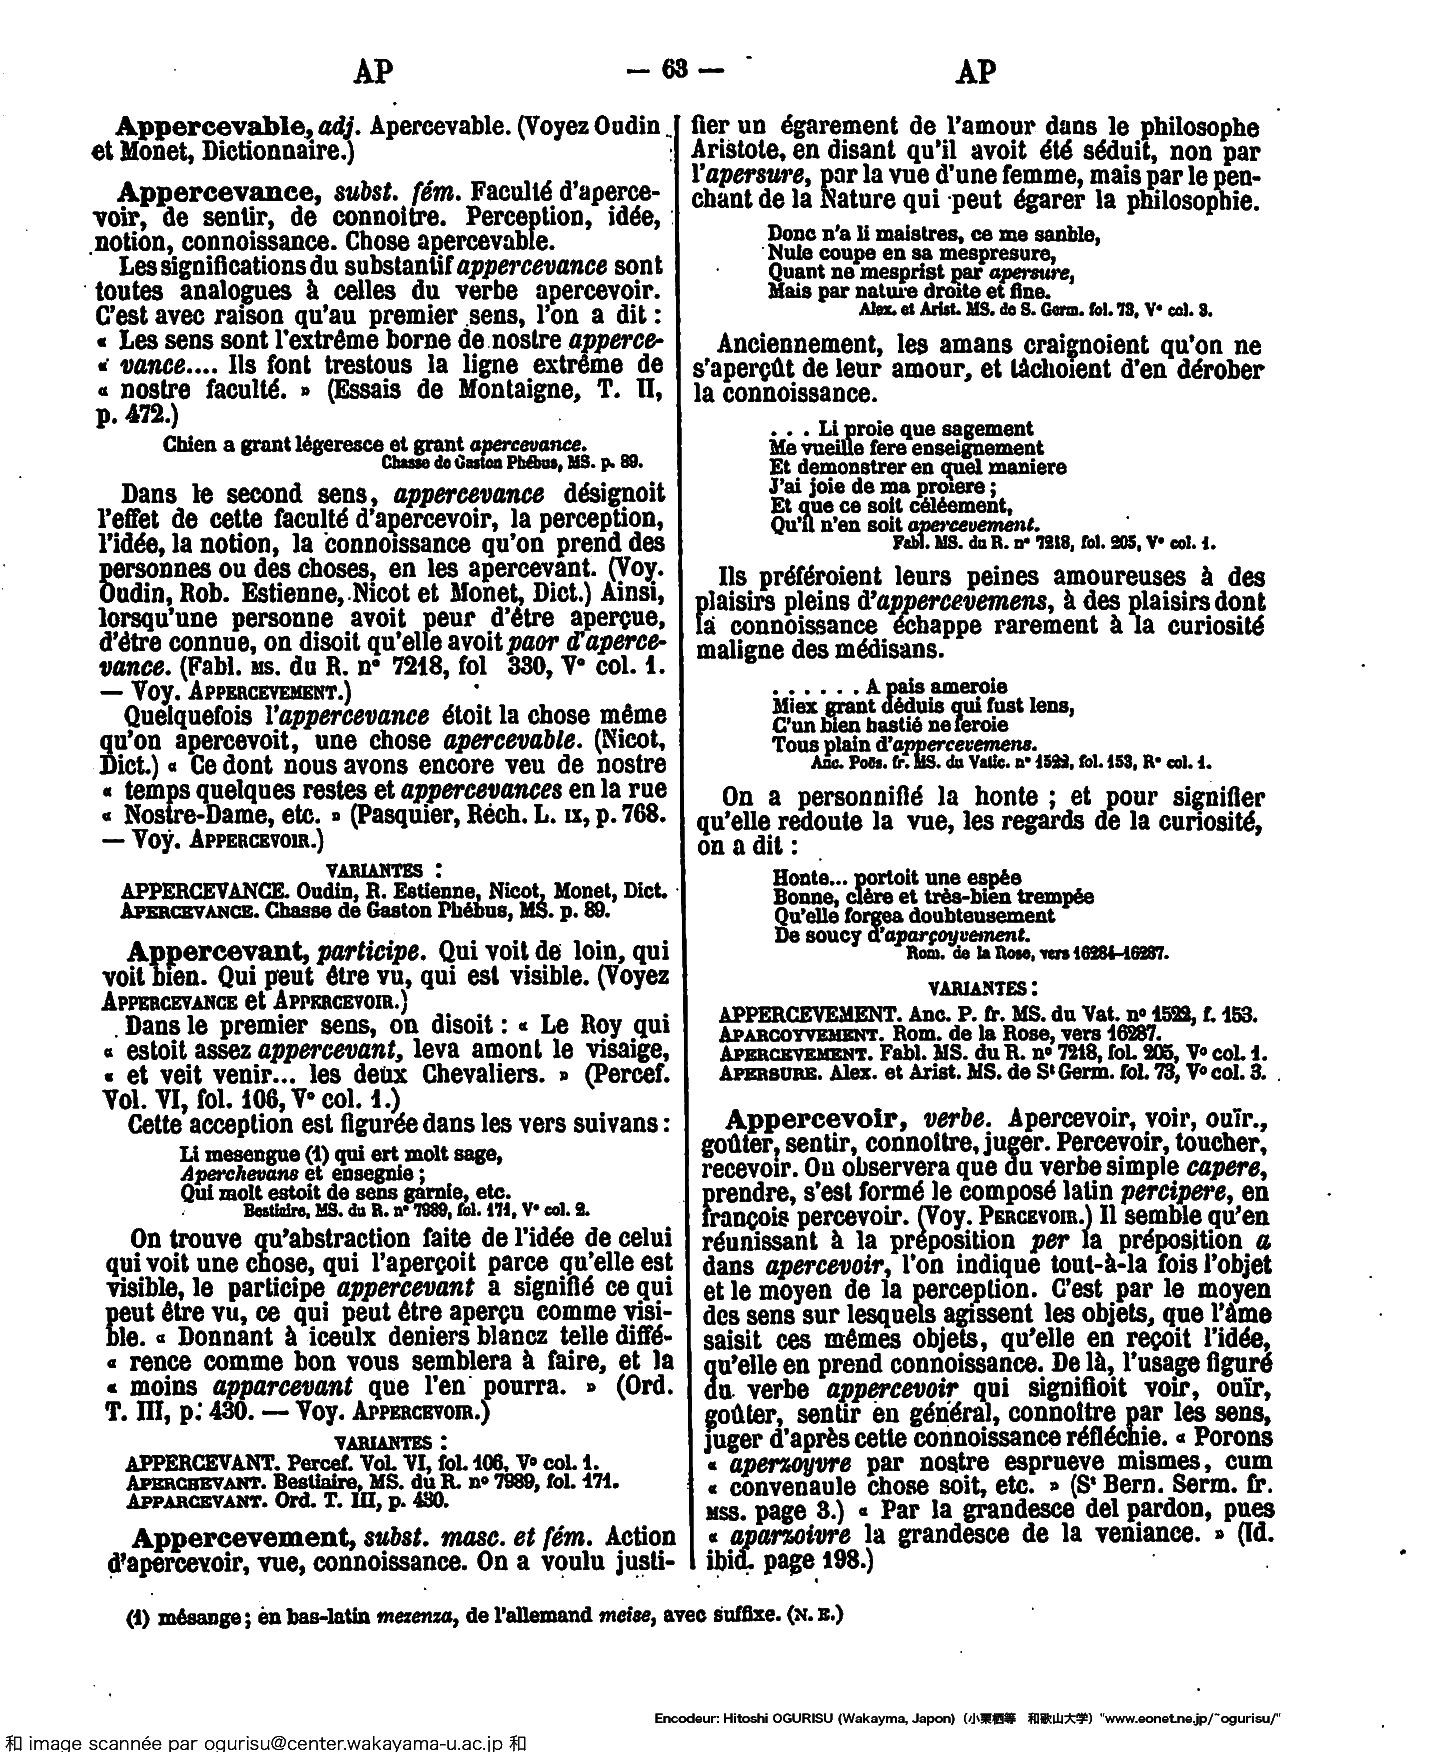 AP
— 63 —
AP
Appercevable, adj. Apercevable. (Voyez Oudin
et Monet, Dictionnaire.)
Appercevance, subst. fém. Faculté d'aperce-
voir, de sentir, de connoitre. Perception, idée,
notion, connoissance. Chose apercevable.
Les significations du substantif appercevance sont
toutes analogues à celles du verbe apercevoir.
C'est avec raison qu'au premier sens, l'on a dit :
« Les sens sont l'extrême borne de nostre apperce-
« vance.... Ils font trestous la ligne extrême de
« nostre faculté. » (Essais de Montaigne, T. II,
p. 472.)
Chien a grant légeresce et grant apercevance.
Chasse de Gaston Phébus, MS. p. 89.
Dans le second sens, appercevance désignoit
l'effet de cette faculté d'apercevoir, la perception,
l'idée, la notion, la connoissance qu'on prend des
personnes ou des choses, en les apercevant. (Voy.
Oudin, Rob. Estienne, Nicot et Monet, Dict.) Ainsi,
lorsqu'une personne avoit peur d'être aperçue,
d'être connue, on disoit qu'elle avoit paor d'aperce-
vance. (Fabl. MS. du R. n° 7218, fol 330, V° col. 1.
— Voy. APPERCEVEMENT.)
Quelquefois l'appercevance étoit la chose même
qu'on apercevoit, une chose apercevable. (Nicot,
Dict.) « Ce dont nous avons encore veu de nostre
« temps quelques restes et appercevances en la rue
« Nostre-Dame, etc. » (Pasquier, Rech. L. IX, p. 768.
— Voy. APPERCEVOIR.)
VARIANTES :
APPERCEVANCE. Oudin, R. Estienne, Nicot, Monet, Dict.
APERCEVANCE. Chasse de Gaston Phébus, MS. p. 89.
Appercevant, participe. Qui voit de loin, qui
voit bien. Qui peut être vu, qui est visible. (Voyez
APPERCEVANCE et APPERCEVOIR.)
Dans le premier sens, on disoit : « Le Roy qui
« estoit assez appercevant, leva amont le visaige,
« et veit venir... les deux Chevaliers. » (Percef.
Vol. VI, fol. 106, V° col. 1.)
Cette acception est figurée dans les vers suivans :
Li mesengue (1) qui ert molt sage,
Aperchevans et ensegnie ;
Qui molt estoit de sens garnie, etc.
Bestiaire, MS. du R. n° 7989, fol. 171, V° col. 2.
On trouve qu'abstraction faite de l'idée de celui
qui voit une chose, qui l'aperçoit parce qu'elle est
visible, le participe appercevant a signifié ce qui
peut être vu, ce qui peut être aperçu comme visi-
ble. « Donnant à iceulx deniers blancz telle diffé-
« rence comme bon vous semblera à faire, et la
« moins apparcevant que l'en pourra. » (Ord.
T. III, p. 430. — Voy. APPERCEVOIR.)
VARIANTES :
APPERCEVANT. Percef. Vol. VI, fol. 106, V° col. 1.
APERCHEVANT. Bestiaire, MS. du R. n° 7989, fol. 171.
APPARCEVANT. Ord. T. III, p. 430.
Appercevement, subst. masc. et fém. Action
d'apercevoir, vue, connoissance. On a voulu justi-
fier un égarement de l'amour dans le philosophe
Aristote, en disant qu'il avoit été séduit, non par
l'apersure, par la vue d'une femme, mais par le pen-
chant de la Nature qui peut égarer la philosophie.
Donc n'a li maistres, ce me sanble,
Nule coupe en sa mespresure,
Quant ne mesprist par apersure,
Mais par nature droite et fine.
Alex. et Arist. MS. de S. Germ. fol. 73, V° col. 3.
Anciennement, les amans craignoient qu'on ne
s'aperçût de leur amour, et tâchoient d'en dérober
la connoissance.
. . . Li proie que sagement
Me vueille fere enseignement
Et demonstrer en quel maniere
J'ai joie de ma proiere ;
Et que ce soit céléement,
Qu'il n'en soit apercevement.
Fabl. MS. du R. n° 7218, fol. 205, V° col. 1.
Ils préféroient leurs peines amoureuses à des
plaisirs pleins d'appercevemens, à des plaisirs dont
la connoissance échappe rarement à la curiosité
maligne des médisans.
. . . . . . A pais ameroie
Miex grant déduis qui fust lens,
C'un bien bastié ne feroie
Tous plain d'appercevemens.
Anc. Poës. fr. MS. du Vatic. n° 1522, fol. 153, R° col. 1.
On a personnifié la honte ; et pour signifier
qu'elle redoute la vue, les regards de la curiosité,
on a dit :
Honte... portoit une espée
Bonne, clère et très-bien trempée
Qu'elle forgea doubteusement
De soucy d'aparçoyvement.
Rom. de la Rose, vers 16284-16287.
VARIANTES :
APPERCEVEMENT. Anc. P. fr. MS. du Vat. n° 1522, f. 153.
APARCOYVEMENT. Rom. de la Rose, vers 16287.
APERCEVEMENT. Fabl. MS. du R. n° 7218, fol. 205, V° col. 1.
APERSURE. Alex. et Arist. MS. de St Germ. fol. 73, V° col. 3.
Appercevoir, verbe. Apercevoir, voir, ouïr.,
goûter, sentir, connoitre, juger. Percevoir, toucher,
recevoir. Ou observera que du verbe simple capere,
prendre, s'est formé le composé latin percipere, en
françois percevoir. (Voy. PERCEVOIR.) Il semble qu'en
réunissant à la préposition per la préposition a
dans apercevoir, l'on indique tout-à-la fois l'objet
et le moyen de la perception. C'est par le moyen
des sens sur lesquels agissent les objets, que l'âme
saisit ces mêmes objets, qu'elle en reçoit l'idée,
qu'elle en prend connoissance. De là, l'usage figuré
du verbe appercevoir qui signifioit voir, ouïr,
goûter, sentir en général, connoitre par les sens,
juger d'après cette connoissance réfléchie. « Porons
« aperzoyvre par nostre esprueve mismes, cum
« convenaule chose soit, etc. » (St Bern. Serm. fr.
MSS. page 3.) « Par la grandesce del pardon, pues
« aparzoivre la grandesce de la veniance. » (Id.
ibid. page 198.)
(1) mésange ; en bas-latin mezenza, de l'allemand meise, avec suffixe. (N. E.)
Encodeur: Hitoshi OGURISU (Wakayma, Japon) (小栗栖等 和歌山大学) "www.eonet.ne.jp/~ogurisu/"
和 image scannée par ogurisu@center.wakayama-u.ac.jp 和